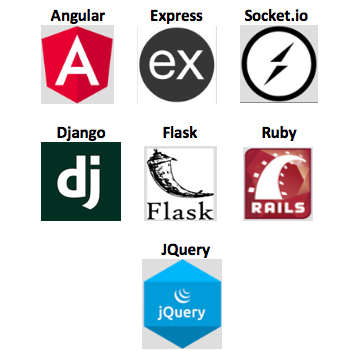 Angular Express Socket.io
A ex
Django Flask Ruby
dj Flask RAILS
JQuery
jQuery